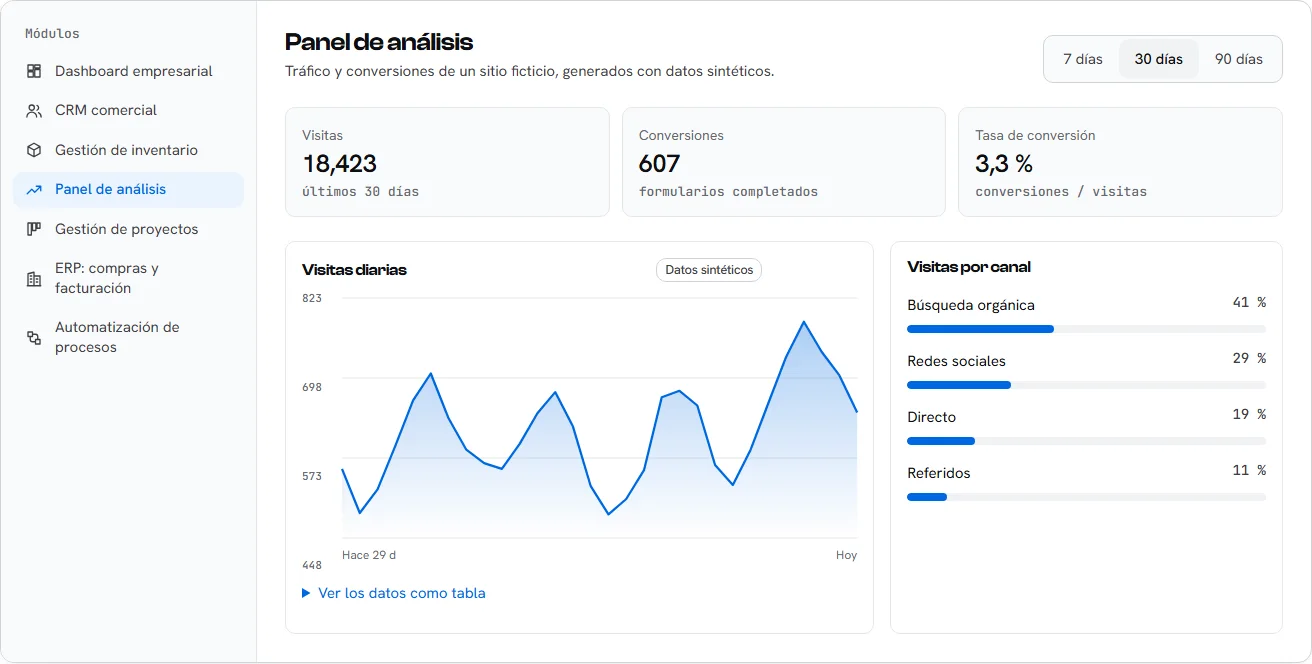 Módulos
Dashboard empresarial
CRM comercial
Gestión de inventario
Panel de análisis
Gestión de proyectos
ERP: compras y
facturación
Automatización de
procesos
Panel de análisis
Tráfico y conversiones de un sitio ficticio, generados con datos sintéticos.
7 días
30 días
90 días
Visitas
18,423
últimos 30 días
Conversiones
607
formularios completados
Tasa de conversión
3,3 %
conversiones / visitas
Visitas diarias
Datos sintéticos
823
698
573
448
Hace 29 d
Hoy
Ver los datos como tabla
Visitas por canal
Búsqueda orgánica 41 %
Redes sociales 29 %
Directo 19 %
Referidos 11 %